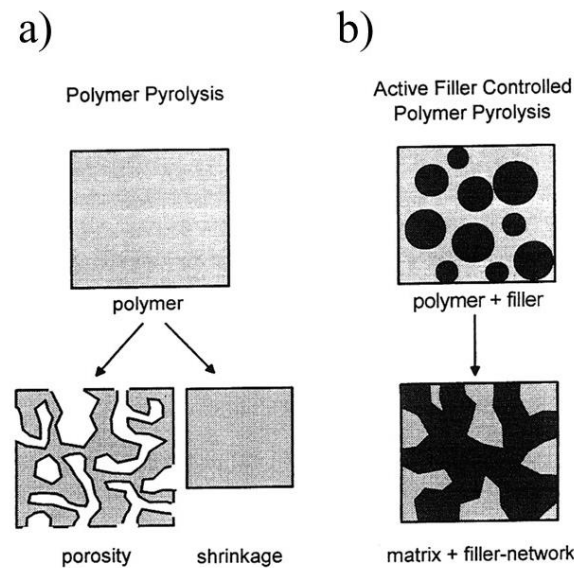 a)
Polymer Pyrolysis
polymer
porosity
shrinkage
b)
Active Filler Controlled
Polymer Pyrolysis
polymer + filler
matrix + filler-network